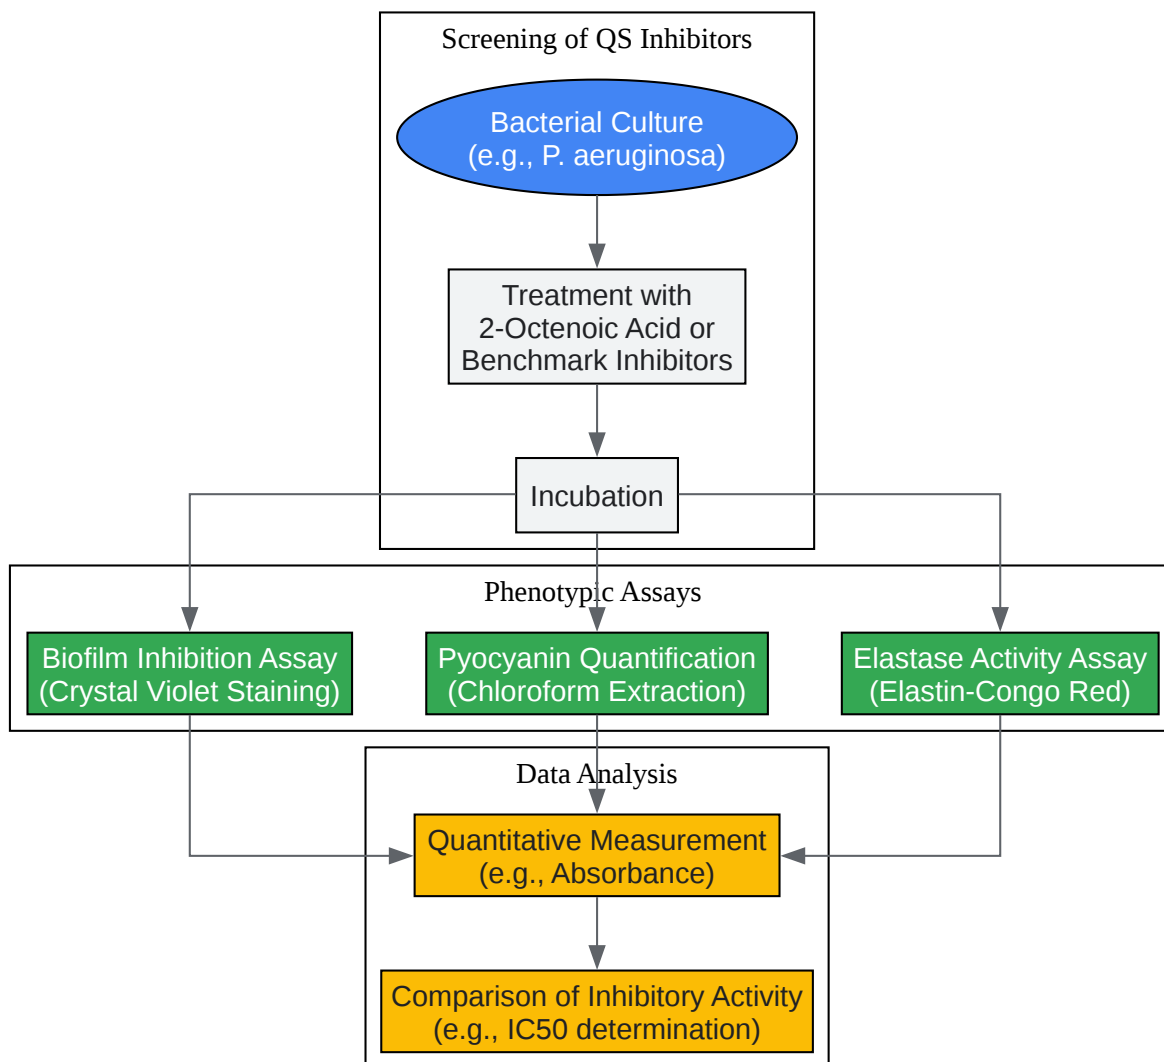 Screening of QS Inhibitors
Bacterial Culture
(e.g., P. aeruginosa)
Treatment with
2-Octenoic Acid or
Benchmark Inhibitors
Incubation
Phenotypic Assays
Biofilm Inhibition Assay
(Crystal Violet Staining)
Pyocyanin Quantification
(Chloroform Extraction)
Elastase Activity Assay
(Elastin-Congo Red)
Data Analysis
Quantitative Measurement
(e.g., Absorbance)
Comparison of Inhibitory Activity
(e.g., IC50 determination)